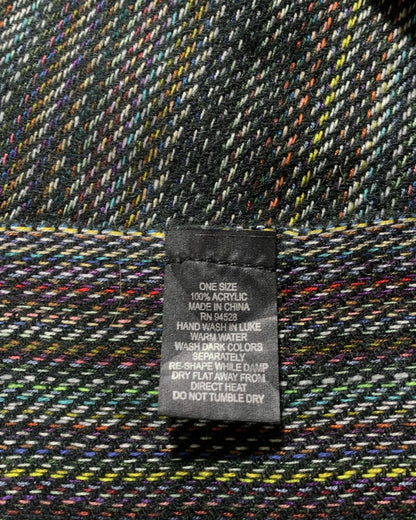 ONE SIZE
100% ACRYLIC
MADE IN CHINA
RN 94528
HAND WASH IN LUKE
WARM WATER
WASH DARK COLORS
SEPARATELY
RE-SHAPE WHILE DAMP
DRY FLAT AWAY FROM
DIRECT HEAT
DO NOT TUMBLE DRY